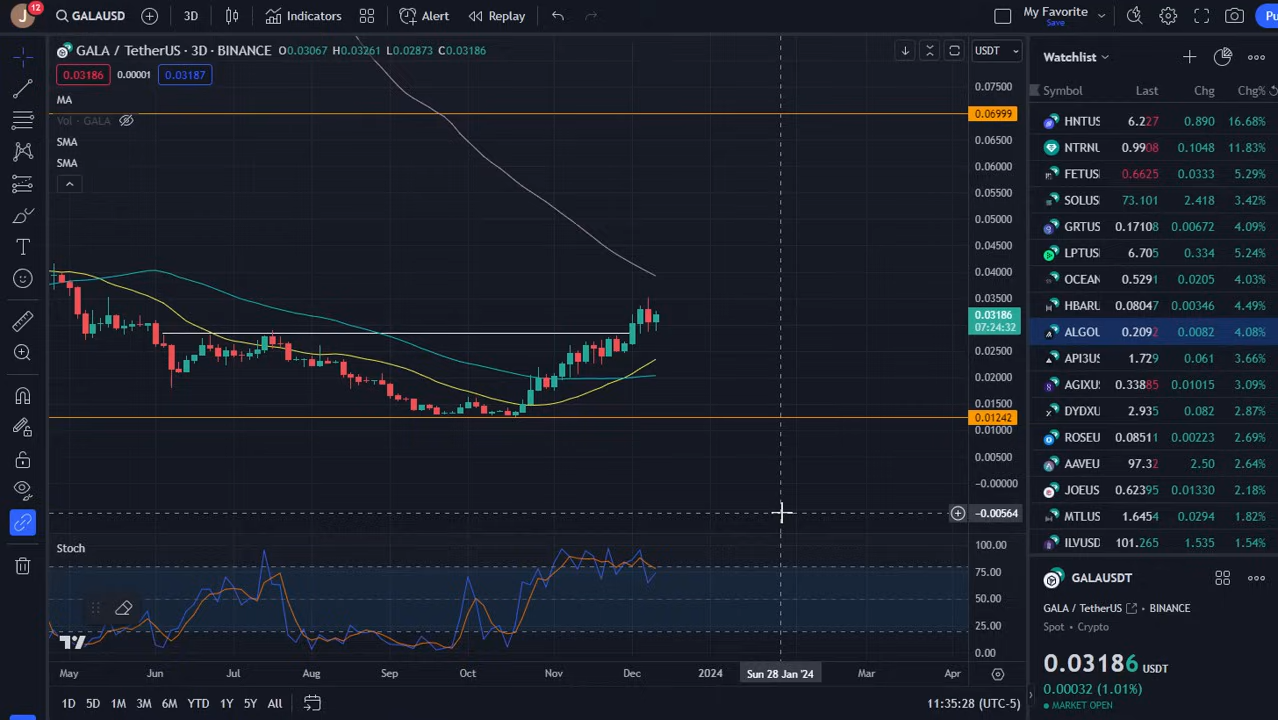 J 12 GALAUSD 3D Indicators Alert Replay My Favorite Save Pu
GALA / TetherUS · 3D · BINANCE O0.03067 H0.03261 L0.02873 C0.03186 USDT
0.03186 0.00001 0.03187
MA
Vol · GALA
SMA
SMA
0.07500
0.06999
0.06500
0.06000
0.05500
0.05000
0.04500
0.04000
0.03500
0.03186
07:24:32
0.02500
0.02000
0.01500
0.01242
0.01000
0.00500
−0.00000
−0.00564
Stoch
100.00
75.00
50.00
25.00
0.00
May Jun Jul Aug Sep Oct Nov Dec 2024 Sun 28 Jan '24 Mar Apr
1D 5D 1M 3M 6M YTD 1Y 5Y All 11:35:28 (UTC-5)
Watchlist
Symbol Last Chg Chg%
HNTUS 6.227 0.890 16.68%
NTRNU 0.9908 0.1048 11.83%
FETUS 0.6625 0.0333 5.29%
SOLUS 73.101 2.418 3.42%
GRTUS 0.17108 0.00672 4.09%
LPTUS 6.705 0.334 5.24%
OCEAN 0.5291 0.0205 4.03%
HBARU 0.08047 0.00346 4.49%
ALGOU 0.2092 0.0082 4.08%
API3US 1.729 0.061 3.66%
AGIXUS 0.33885 0.01015 3.09%
DYDXU 2.935 0.082 2.87%
ROSEU 0.08511 0.00223 2.69%
AAVEU 97.32 2.50 2.64%
JOEUS 0.62395 0.01330 2.18%
MTLUS 1.6454 0.0294 1.82%
ILVUSD 101.265 1.535 1.54%
GALAUSDT
GALA / TetherUS · BINANCE
Spot · Crypto
0.03186 USDT
0.00032 (1.01%)
MARKET OPEN